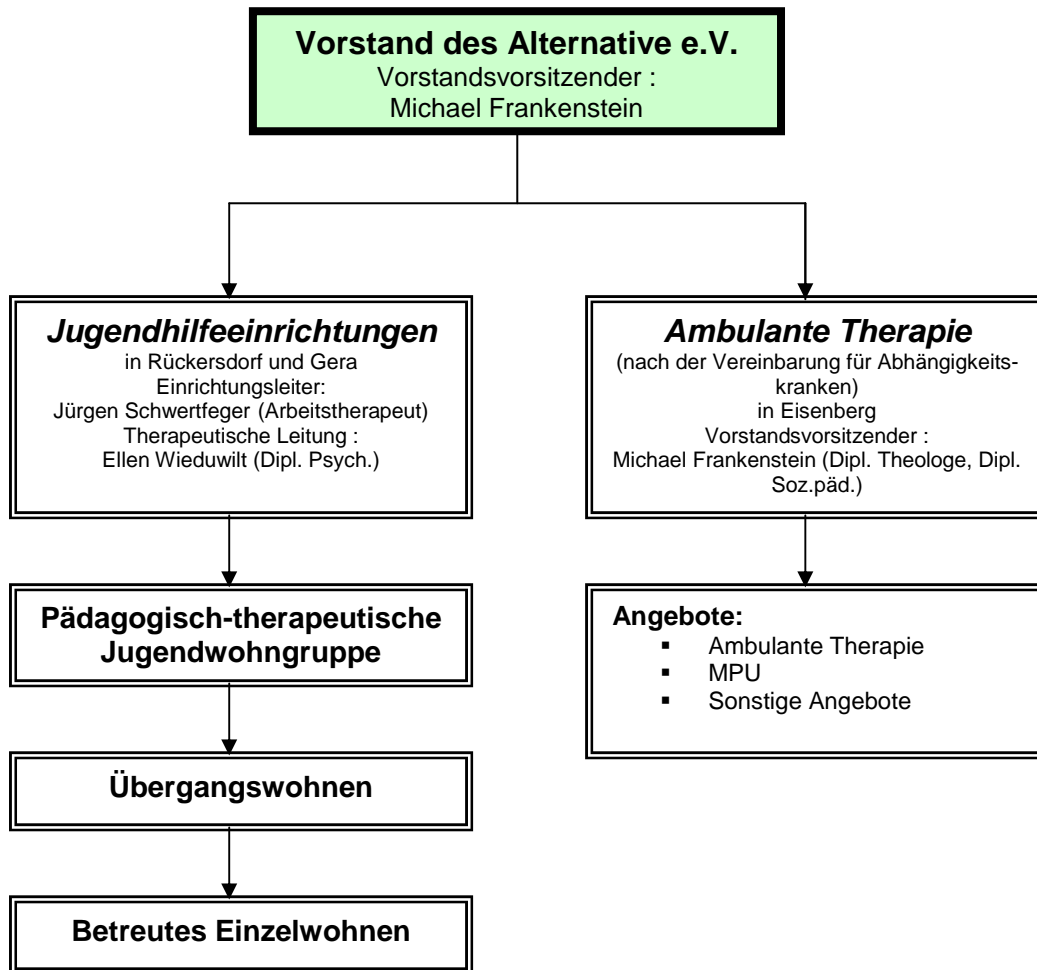 Vorstand des Alternative e.V.
Vorstandsvorsitzender :
Michael Frankenstein
Jugendhilfeeinrichtungen
in Rückersdorf und Gera
Einrichtungsleiter:
Jürgen Schwertfeger (Arbeitstherapeut)
Therapeutische Leitung :
Ellen Wieduwilt (Dipl. Psych.)
Ambulante Therapie
(nach der Vereinbarung für Abhängigkeits-
kranken)
in Eisenberg
Vorstandsvorsitzender :
Michael Frankenstein (Dipl. Theologe, Dipl.
Soz.päd.)
Pädagogisch-therapeutische
Jugendwohngruppe
Angebote:
▪ Ambulante Therapie
▪ MPU
▪ Sonstige Angebote
Übergangswohnen
Betreutes Einzelwohnen